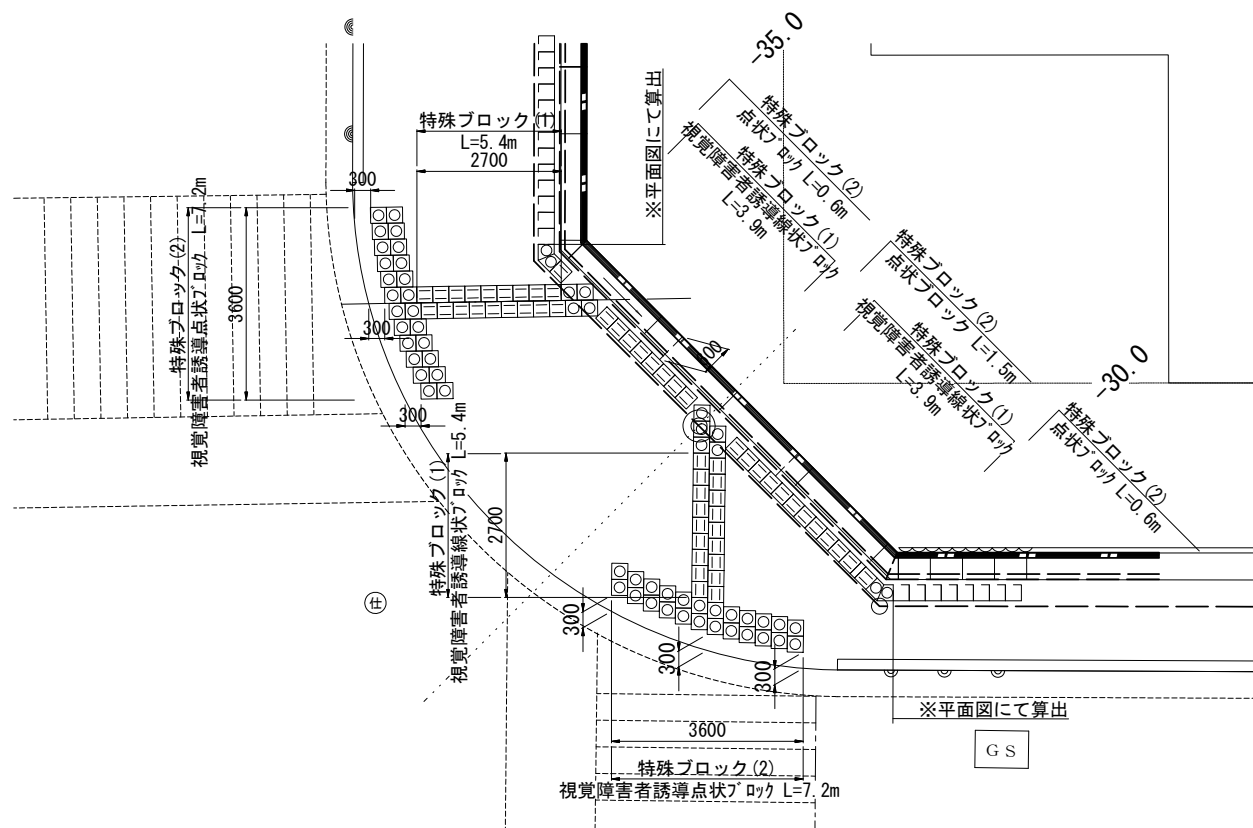 -35.0
特殊ブロック(2)
点状ブロック L=0.6m
特殊ブロック(1)
視覚障害者誘導線状ブロック
L=3.9m
※平面図にて算出
特殊ブロック(1)
L=5.4m
2700
300
特殊ブロック(2)
視覚障害者誘導点状ブロック L=7.2m
3600
300
300
特殊ブロック(2)
点状ブロック L=1.5m
特殊ブロック(1)
視覚障害者誘導線状ブロック
L=3.9m
-30.0
特殊ブロック(2)
点状ブロック L=0.6m
特殊ブロック(1)
視覚障害者誘導線状ブロック L=5.4m
2700
300
300
300
※平面図にて算出
GS
3600
特殊ブロック(2)
視覚障害者誘導点状ブロック L=7.2m